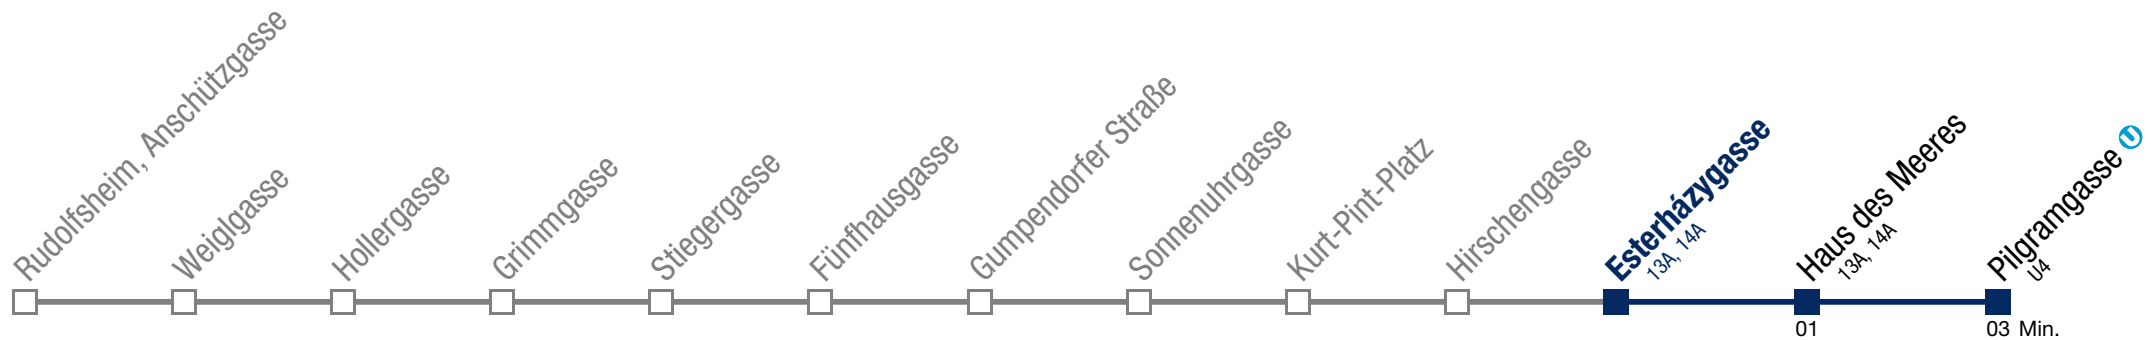 Rudolfsheim, Anschützgasse
Weiglgasse
Hollergasse
Grimmgasse
Stiegergasse
Fünfhausgasse
Gumpendorfer Straße
Sonnenuhrgasse
Kurt-Pint-Platz
Hirschengasse
Esterházygasse
13A, 14A
Haus des Meeres
13A, 14A
Pilgramgasse U
U4
01
03 Min.